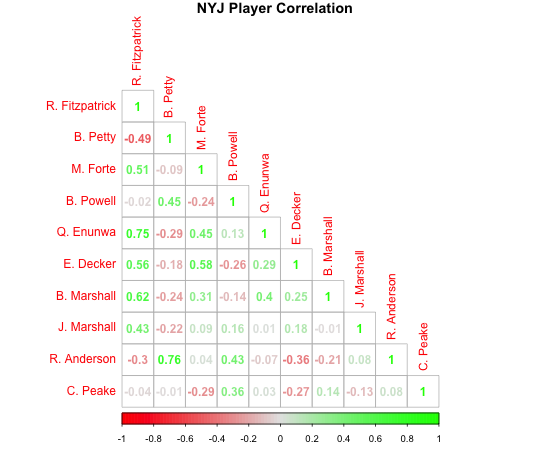 NYJ Player Correlation
R. Fitzpatrick
B. Petty
M. Forte
B. Powell
Q. Enunwa
E. Decker
B. Marshall
J. Marshall
R. Anderson
C. Peake
R. Fitzpatrick 1
B. Petty -0.49 1
M. Forte 0.51 -0.09 1
B. Powell -0.02 0.45 -0.24 1
Q. Enunwa 0.75 -0.29 0.45 0.13 1
E. Decker 0.56 -0.18 0.58 -0.26 0.29 1
B. Marshall 0.62 -0.24 0.31 -0.14 0.4 0.25 1
J. Marshall 0.43 -0.22 0.09 0.16 0.01 0.18 -0.01 1
R. Anderson -0.3 0.76 0.04 0.43 -0.07 -0.36 -0.21 0.08 1
C. Peake -0.04 -0.01 -0.29 0.36 0.03 -0.27 0.14 -0.13 0.08 1
-1 -0.8 -0.6 -0.4 -0.2 0 0.2 0.4 0.6 0.8 1